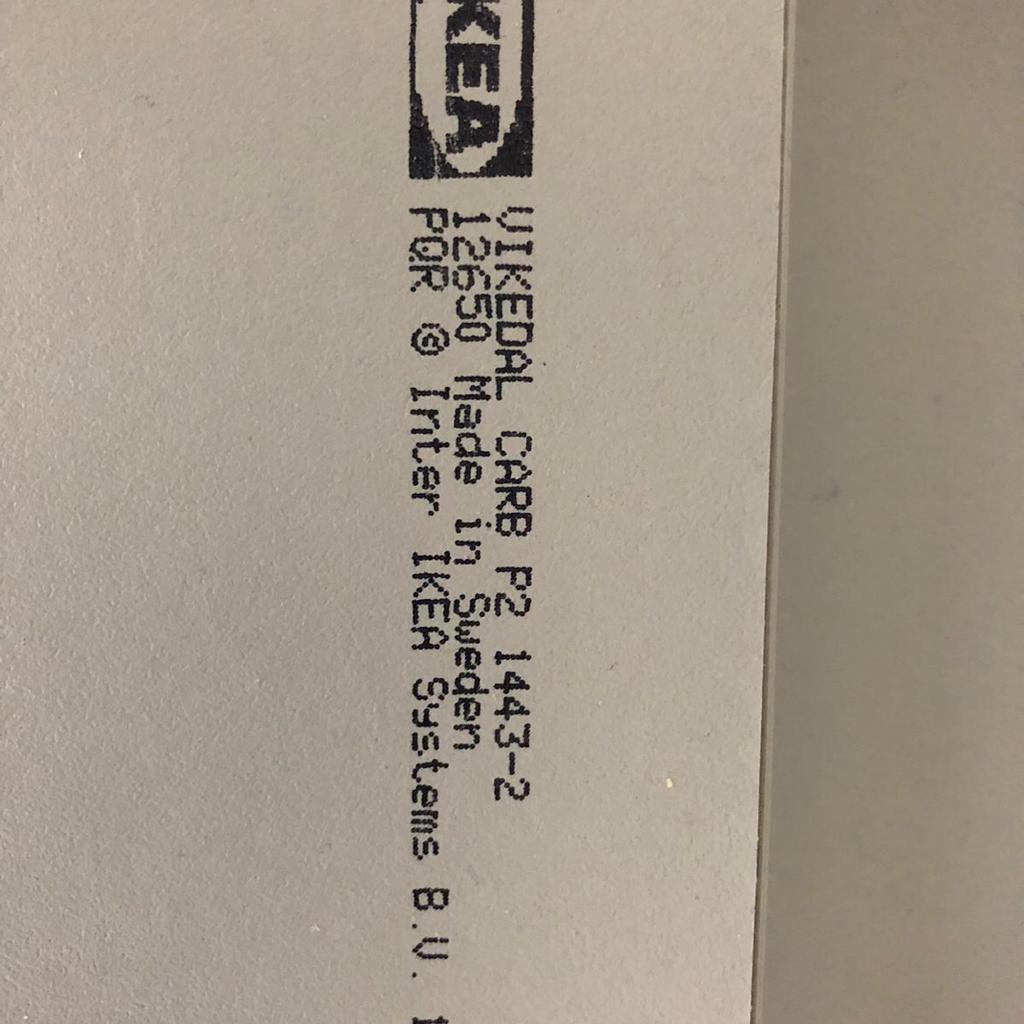 IKEA
VIKEDAL CARB P2 1443-2
12650 Made in Sweden
PQR © Inter IKEA Systems B.V.